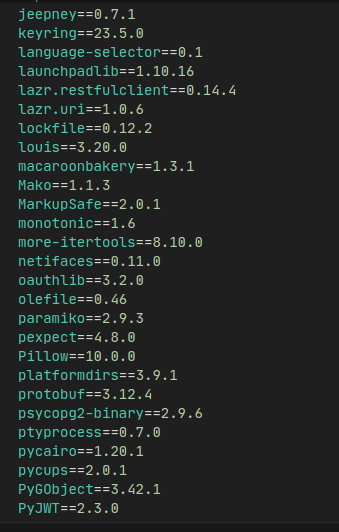 jeepney==0.7.1
keyring==23.5.0
language-selector==0.1
launchpadlib==1.10.16
lazr.restfulclient==0.14.4
lazr.uri==1.0.6
lockfile==0.12.2
louis==3.20.0
macaroonbakery==1.3.1
Mako==1.1.3
MarkupSafe==2.0.1
monotonic==1.6
more-itertools==8.10.0
netifaces==0.11.0
oauthlib==3.2.0
olefile==0.46
paramiko==2.9.3
pexpect==4.8.0
Pillow==10.0.0
platformdirs==3.9.1
protobuf==3.12.4
psycopg2-binary==2.9.6
ptyprocess==0.7.0
pycairo==1.20.1
pycups==2.0.1
PyGObject==3.42.1
PyJWT==2.3.0